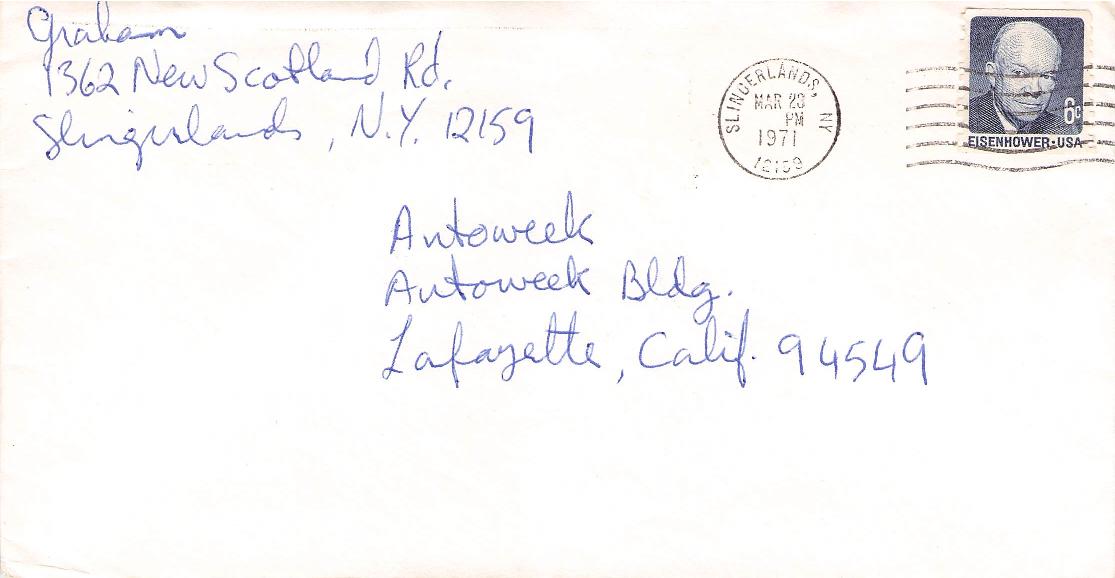 Graham
1362 New Scotland Rd.
Slingerlands, N.Y. 12159
SLINGERLANDS, NY
MAR 23
PM
1971
12159
6c
EISENHOWER·USA
Autoweek
Autoweek Bldg.
Lafayette, Calif. 94549